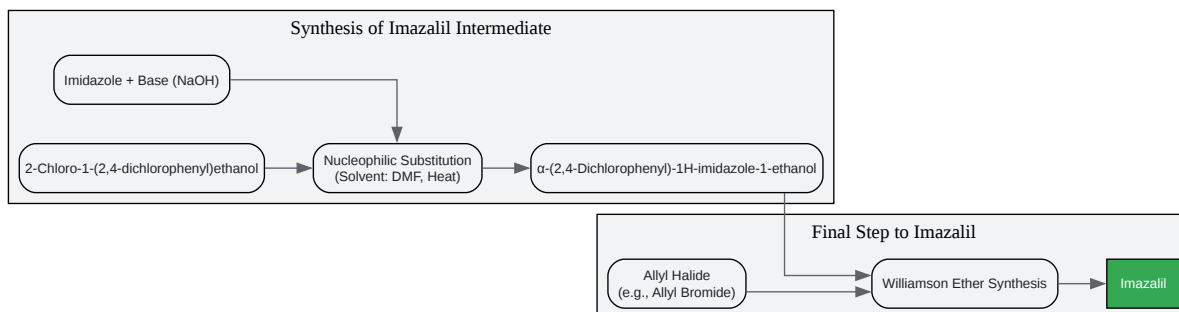 Synthesis of Imazalil Intermediate
Imidazole + Base (NaOH)
2-Chloro-1-(2,4-dichlorophenyl)ethanol
Nucleophilic Substitution
(Solvent: DMF, Heat)
α-(2,4-Dichlorophenyl)-1H-imidazole-1-ethanol
Final Step to Imazalil
Allyl Halide
(e.g., Allyl Bromide)
Williamson Ether Synthesis
Imazalil